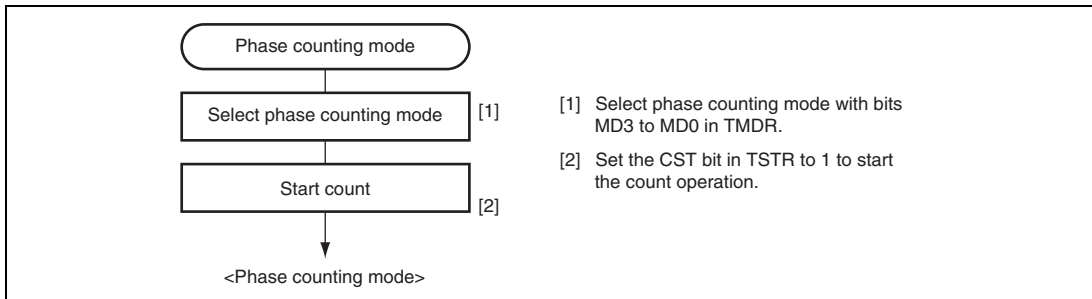 Phase counting mode
Select phase counting mode
[1]
Start count
[2]
<Phase counting mode>
[1] Select phase counting mode with bits
MD3 to MD0 in TMDR.
[2] Set the CST bit in TSTR to 1 to start
the count operation.